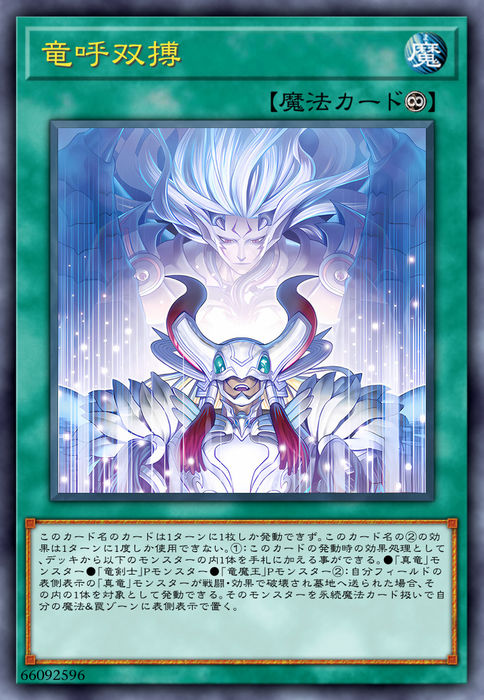 竜呼双搏
魔
【魔法カード♾】
このカード名のカードは1ターンに1枚しか発動できず。このカード名の②の効
果は1ターンに1度しか使用できない。①：このカードの発動時の効果処理として
、デッキから以下のモンスターの内1体を手札に加える事ができる。●「真竜」モ
ンスター●「竜剣士」Pモンスター●「竜魔王」Pモンスター②：自分フィールドの
表側表示の「真竜」モンスターが戦闘・効果で破壊され墓地へ送られた場合、そ
の内の1体を対象として発動できる。そのモンスターを永続魔法カード扱いで自
分の魔法&罠ゾーンに表側表示で置く。
66092596